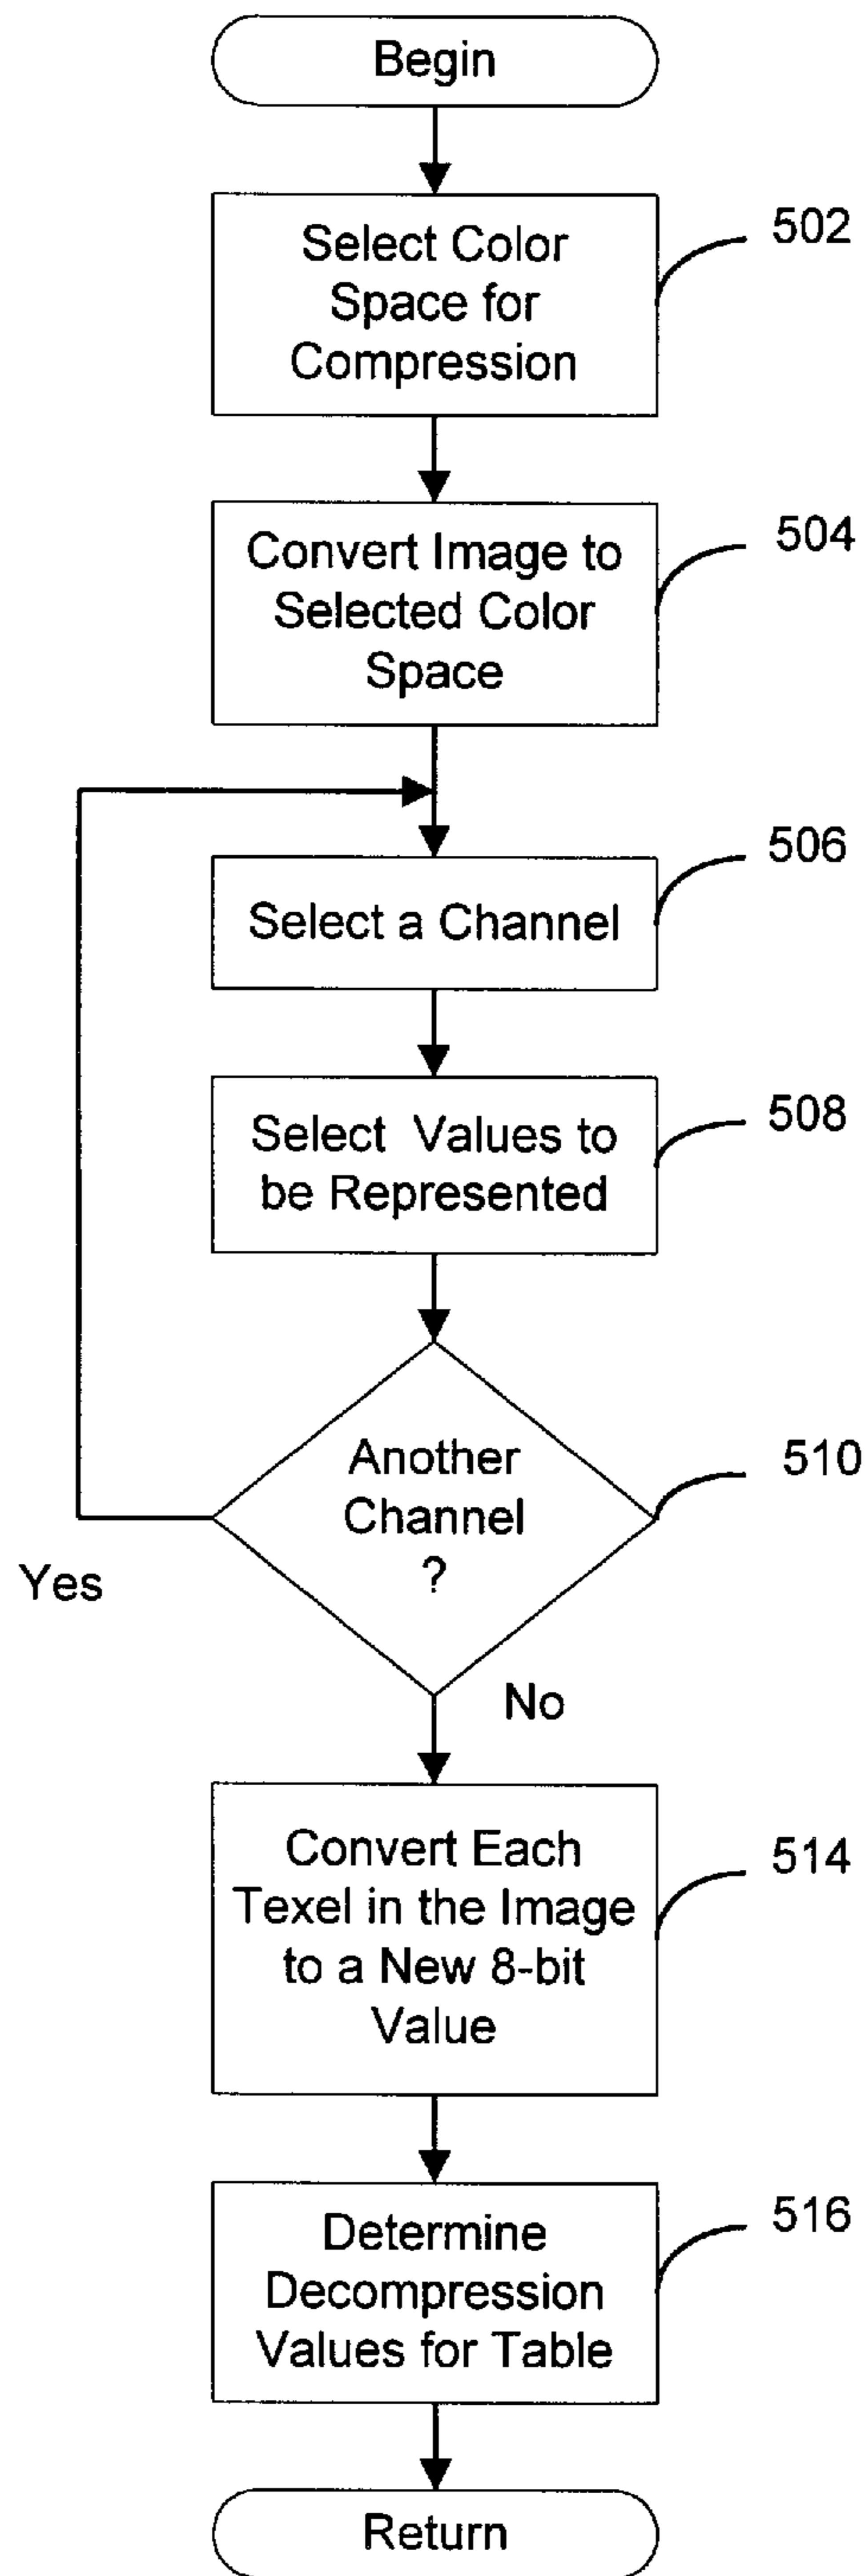 Begin
Select Color
Space for
Compression
502
Convert Image to
Selected Color
Space
504
Select a Channel
506
Select Values to
be Represented
508
Another
Channel
?
510
Yes
No
Convert Each
Texel in the Image
to a New 8-bit
Value
514
Determine
Decompression
Values for Table
516
Return